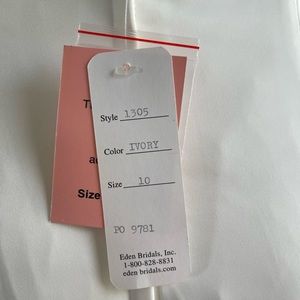 Style 1305
Color IVORY
Size 10
PO 9781
Eden Bridals, Inc.
1-800-828-8831
eden bridals.com
Size